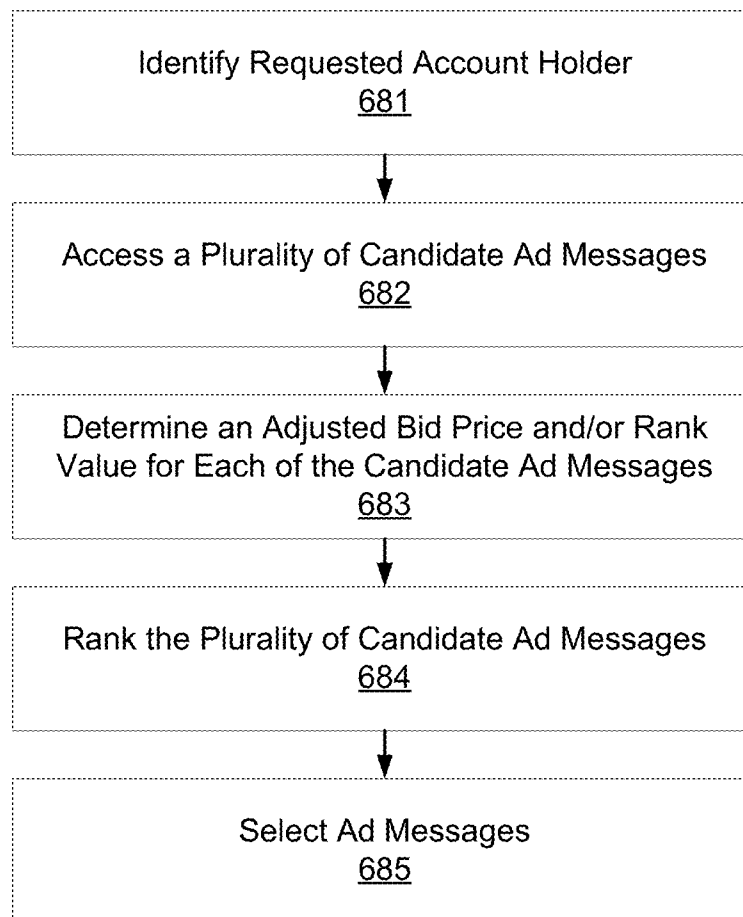 Identify Requested Account Holder
681
Access a Plurality of Candidate Ad Messages
682
Determine an Adjusted Bid Price and/or Rank
Value for Each of the Candidate Ad Messages
683
Rank the Plurality of Candidate Ad Messages
684
Select Ad Messages
685